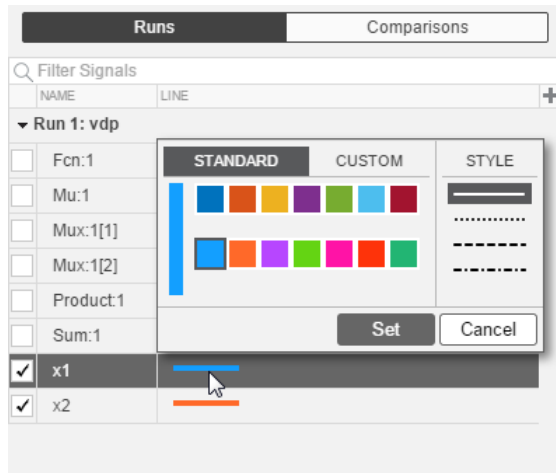 Runs Comparisons
Filter Signals
NAME LINE
Run 1: vdp
Fcn:1
STANDARD CUSTOM STYLE
Mu:1
Mux:1[1]
Mux:1[2]
Product:1
Sum:1
Set Cancel
x1
x2